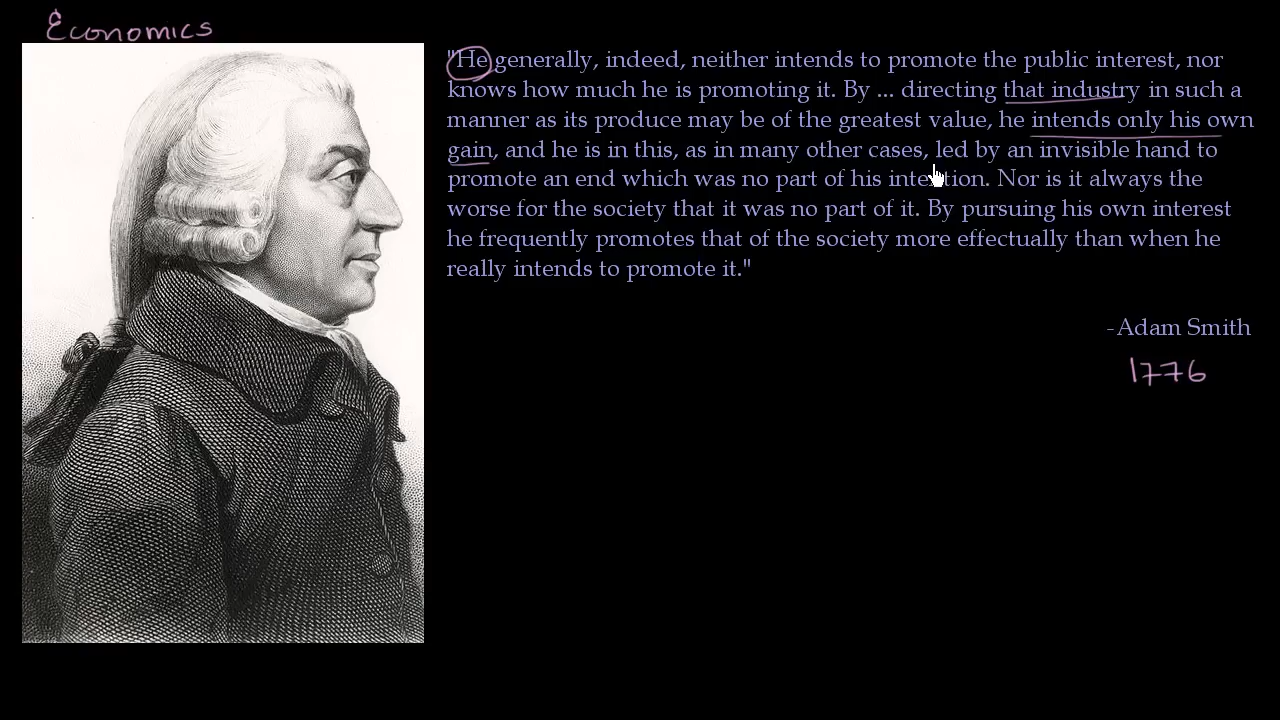 Economics
"He generally, indeed, neither intends to promote the public interest, nor
knows how much he is promoting it. By ... directing that industry in such a
manner as its produce may be of the greatest value, he intends only his own
gain, and he is in this, as in many other cases, led by an invisible hand to
promote an end which was no part of his intention. Nor is it always the
worse for the society that it was no part of it. By pursuing his own interest
he frequently promotes that of the society more effectually than when he
really intends to promote it."
-Adam Smith
1776